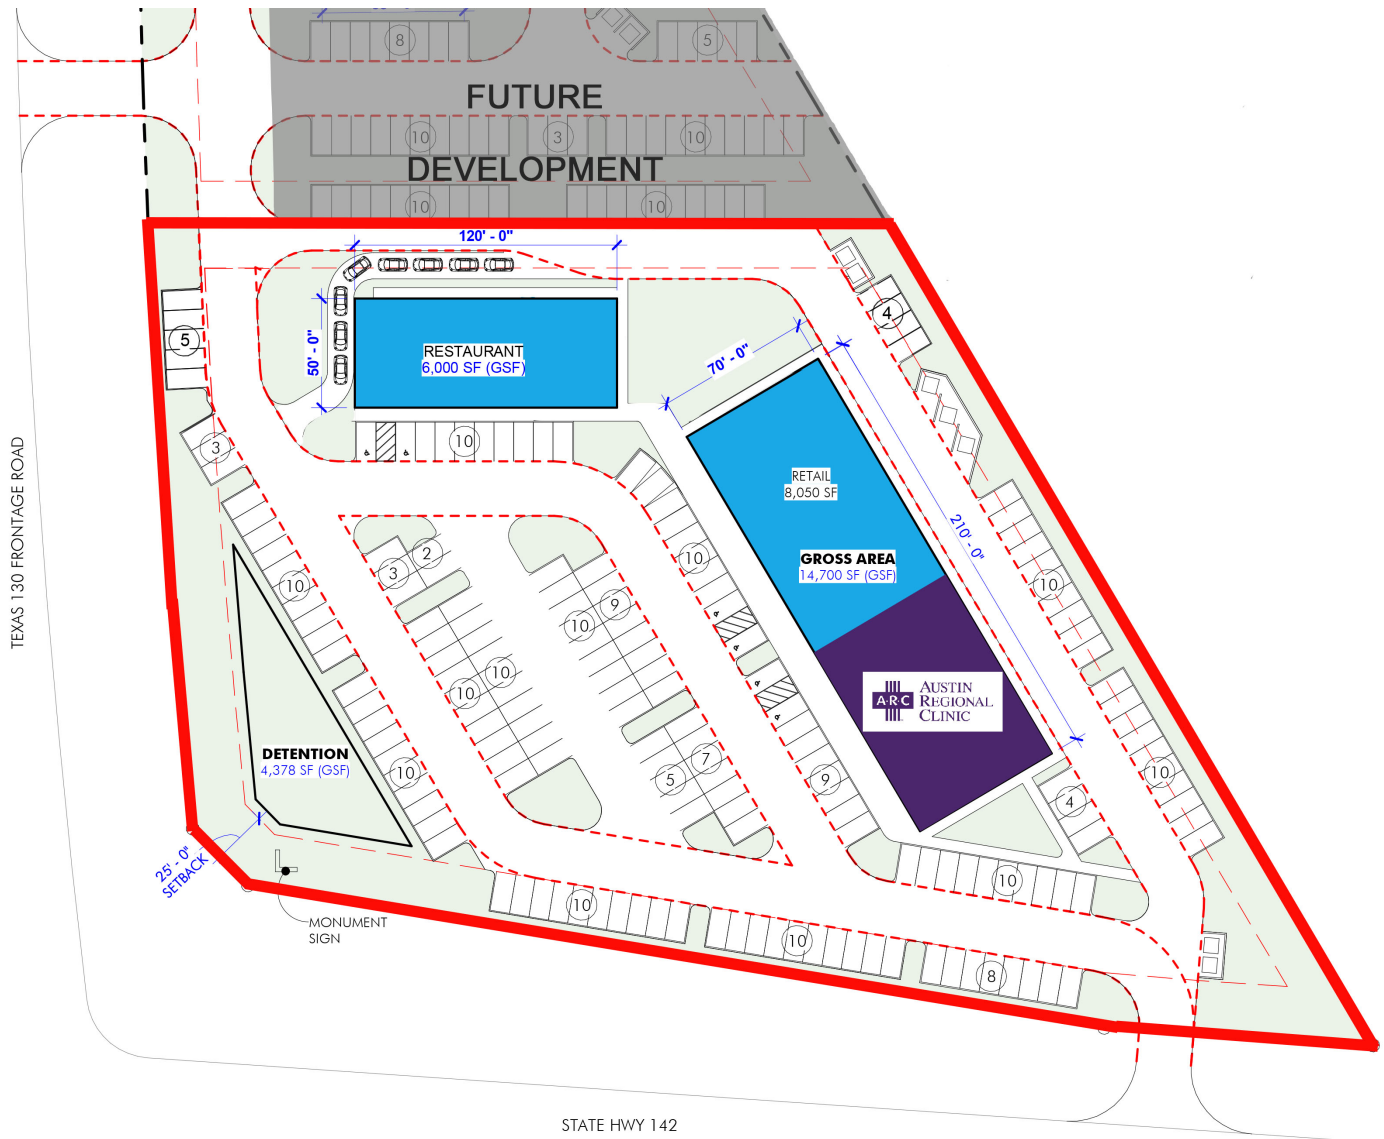 8
5
FUTURE
10
3
10
DEVELOPMENT
10
10
120' - 0"
5
50' - 0"
RESTAURANT
6,000 SF (GSF)
70' - 0"
4
3
10
TEXAS 130 FRONTAGE ROAD
RETAIL
8,050 SF
210' - 0"
GROSS AREA
14,700 SF (GSF)
10
2
3
10
9
10
10
10
10
A·R·C
AUSTIN
REGIONAL
CLINIC
DETENTION
4,378 SF (GSF)
10
5
7
9
10
4
25' - 0"
SETBACK
10
10
10
8
MONUMENT
SIGN
STATE HWY 142